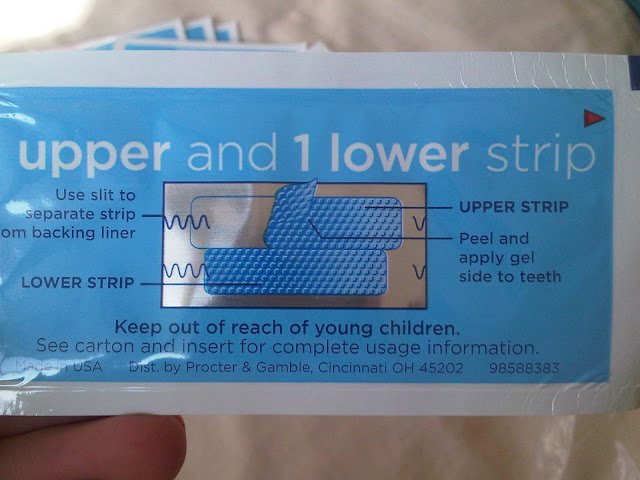 upper and 1 lower strip
Use slit to
separate strip
om backing liner
LOWER STRIP
UPPER STRIP
Peel and
apply gel
side to teeth
Keep out of reach of young children.
See carton and insert for complete usage information.
Made in USA Dist. by Procter & Gamble, Cincinnati OH 45202 98588383